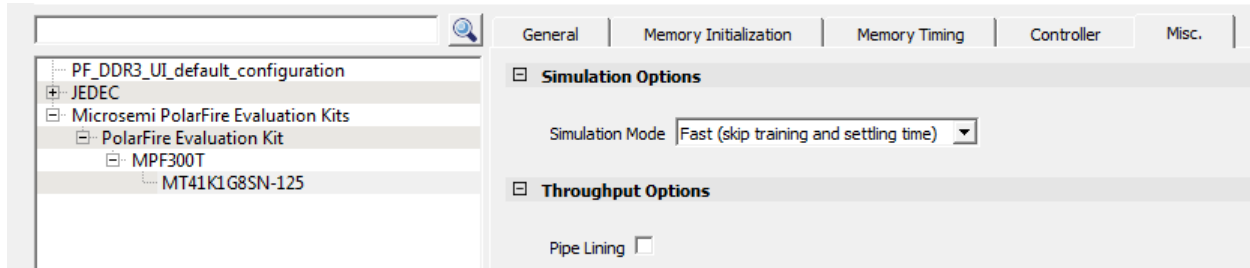 General
Memory Initialization
Memory Timing
Controller
Misc.
PF_DDR3_UI_default_configuration
JEDEC
Microsemi PolarFire Evaluation Kits
PolarFire Evaluation Kit
MPF300T
MT41K1G8SN-125
Simulation Options
Simulation Mode Fast (skip training and settling time)
Throughput Options
Pipe Lining